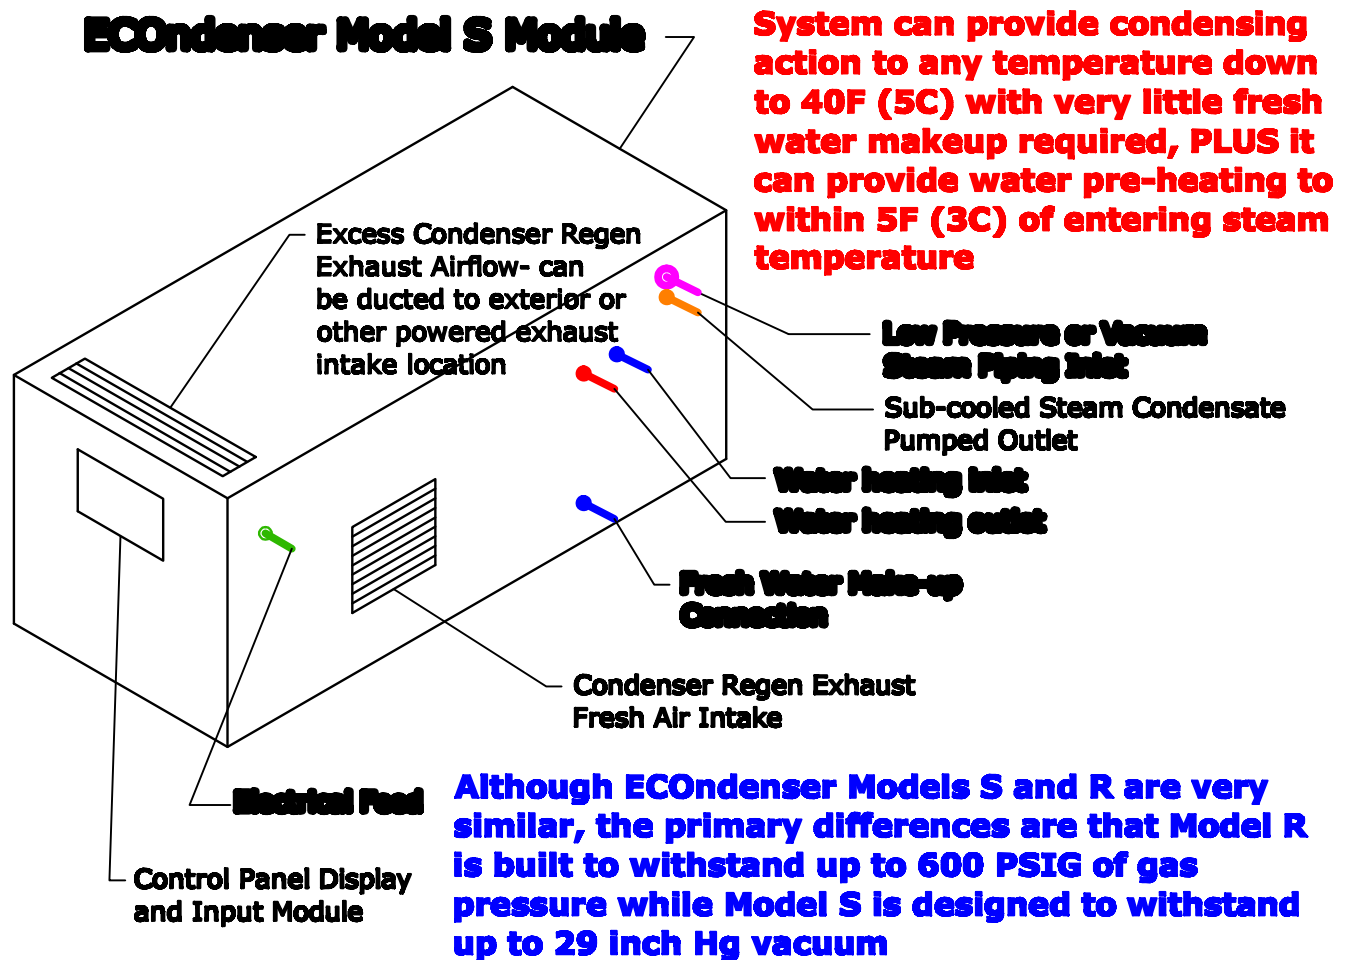 ECOndenser Model S Module
System can provide condensing
action to any temperature down
to 40F (5C) with very little fresh
water makeup required, PLUS it
can provide water pre-heating to
within 5F (3C) of entering steam
temperature
Excess Condenser Regen
Exhaust Airflow- can
be ducted to exterior or
other powered exhaust
intake location
Low Pressure or Vacuum
Steam Piping Inlet
Sub-cooled Steam Condensate
Pumped Outlet
Water heating inlet
Water heating outlet
Fresh Water Make-up
Connection
Condenser Regen Exhaust
Fresh Air Intake
Electrical Feed
Control Panel Display
and Input Module
Although ECOndenser Models S and R are very
similar, the primary differences are that Model R
is built to withstand up to 600 PSIG of gas
pressure while Model S is designed to withstand
up to 29 inch Hg vacuum